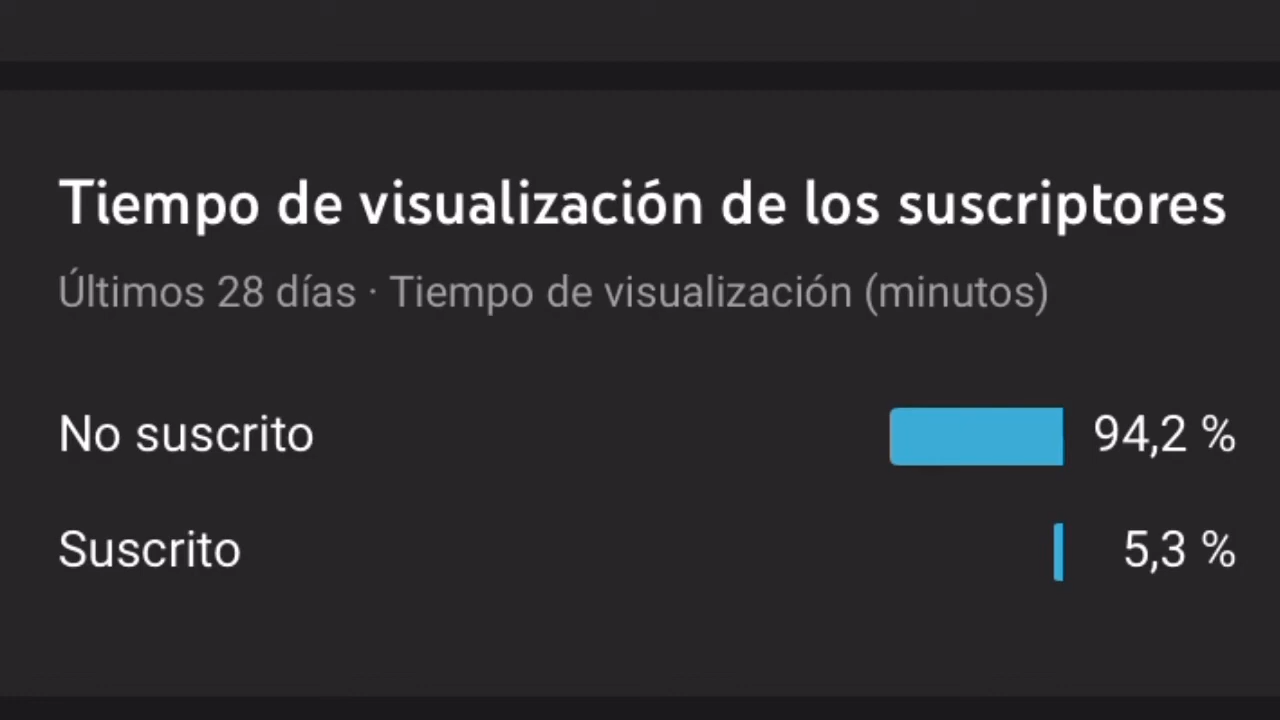 Tiempo de visualización de los suscriptores
Últimos 28 días · Tiempo de visualización (minutos)
No suscrito 94,2 %
Suscrito 5,3 %